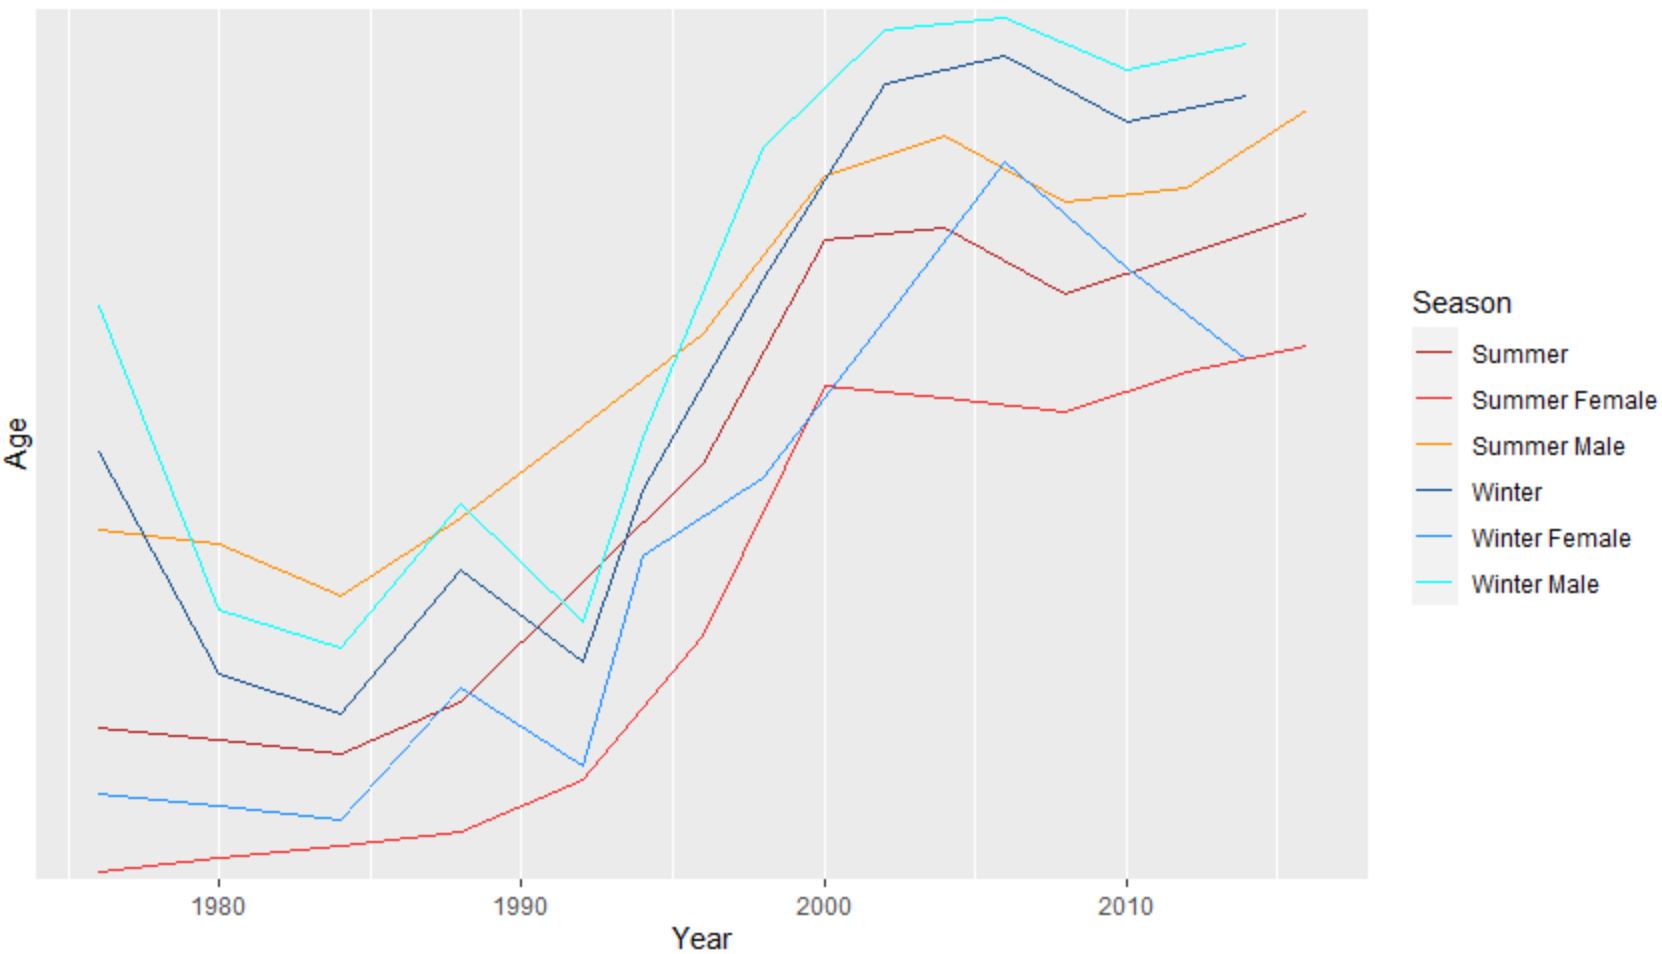 Age
1980
1990
2000
2010
Year
Season
Summer
Summer Female
Summer Male
Winter
Winter Female
Winter Male